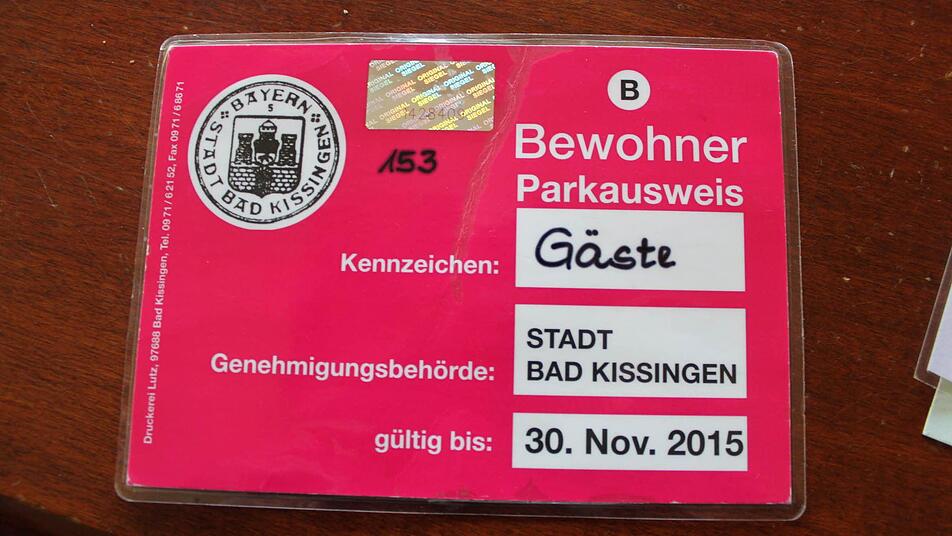 BAYERN
STADT BAD KISSINGEN
S
ORIGINAL SIEGEL
153
B
Bewohner
Parkausweis
Kennzeichen: Gäste
Genehmigungsbehörde: STADT
BAD KISSINGEN
gültig bis: 30. Nov. 2015
Druckerei Lutz, 97688 Bad Kissingen, Tel. 0971/62152, Fax 0971/68671